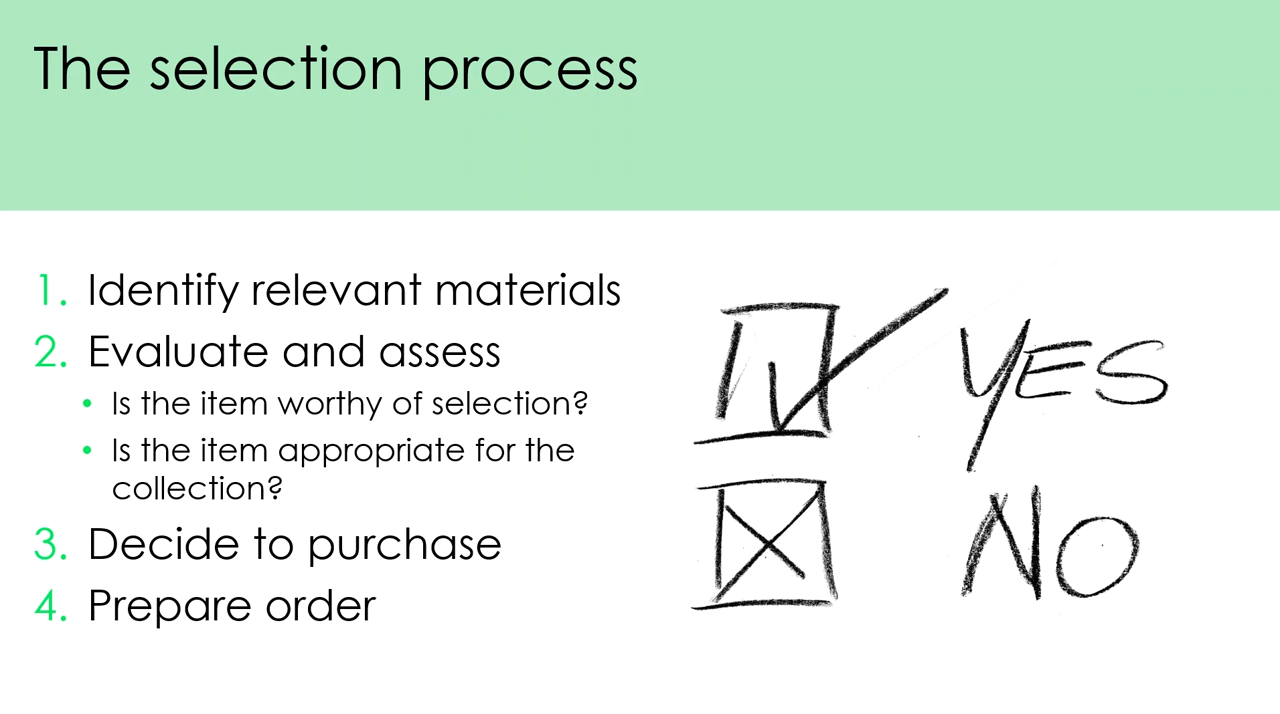 The selection process
1. Identify relevant materials
2. Evaluate and assess
• Is the item worthy of selection?
• Is the item appropriate for the
collection?
3. Decide to purchase
4. Prepare order
YES
NO